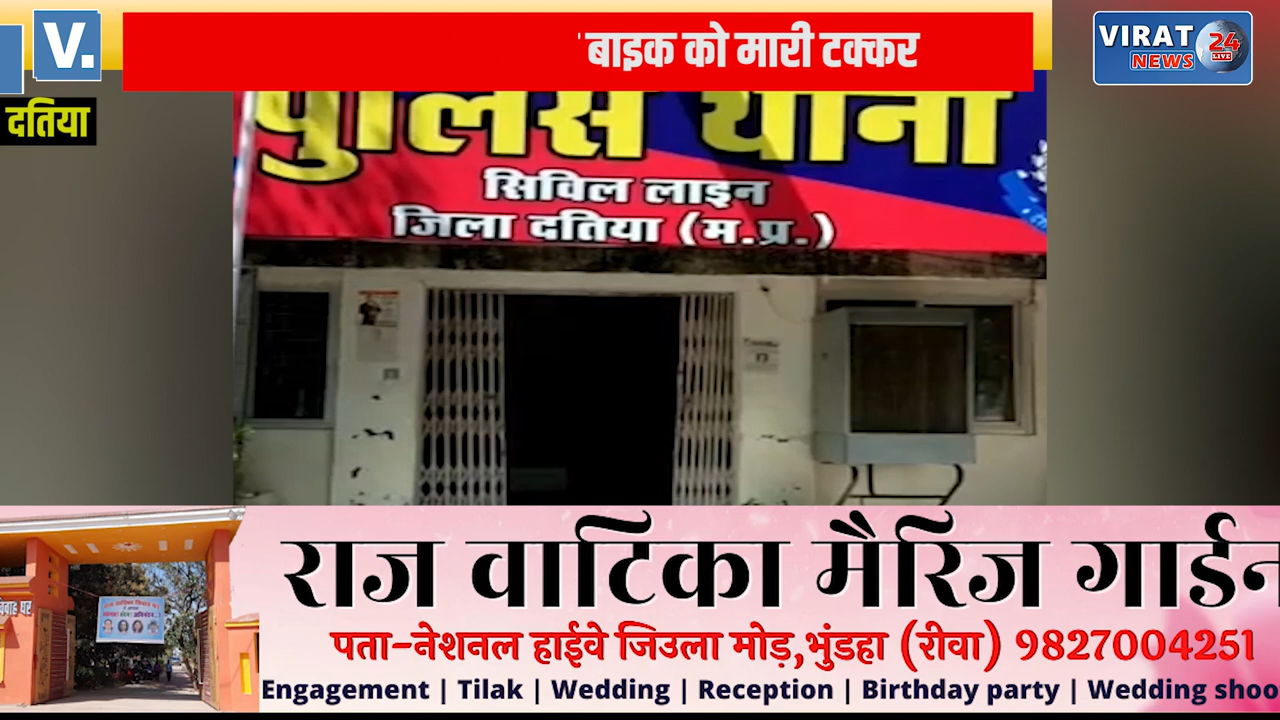 V.
बाइक को मारी टक्कर
VIRAT
NEWS
24
LIVE
दतिया
पुलिस थाना
सिविल लाइन
जिला दतिया (म.प्र.)
राज वाटिका मैरिज गार्डन
पता-नेशनल हाईवे जिउला मोड़,भुंडहा (रीवा) 9827004251
Engagement | Tilak | Wedding | Reception | Birthday party | Wedding shoo